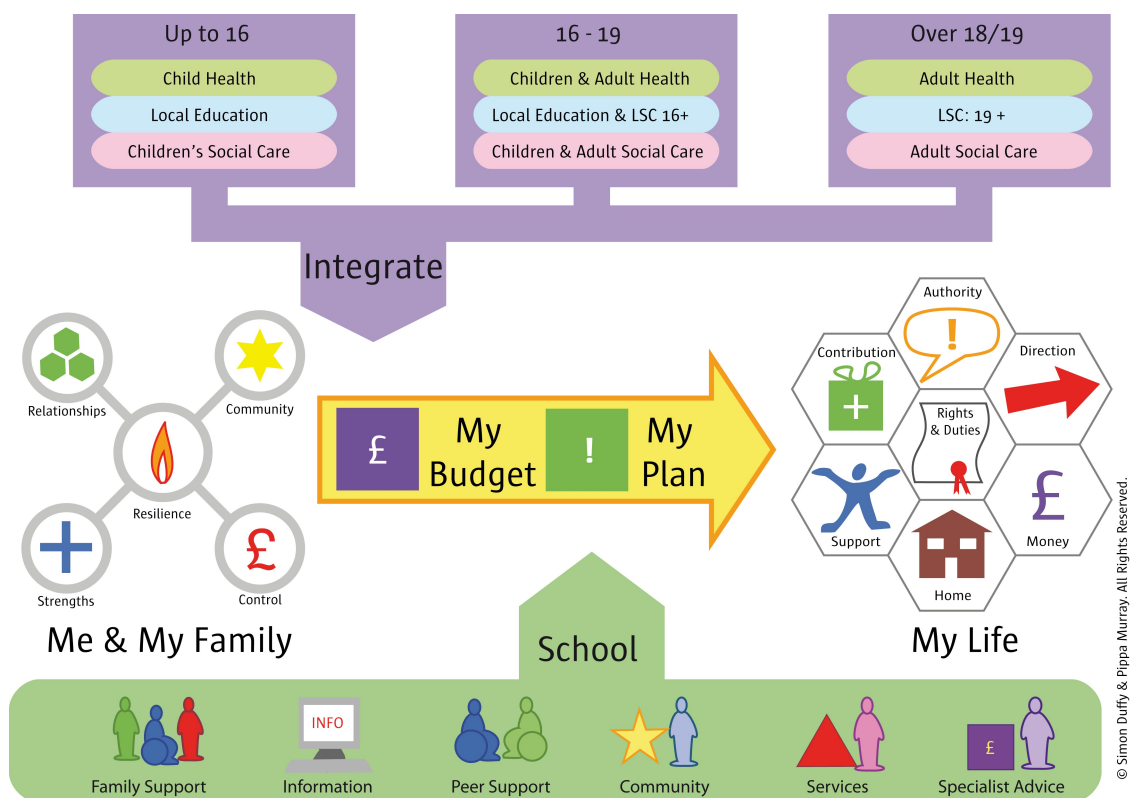 Up to 16
Child Health
Local Education
Children's Social Care
16 - 19
Children & Adult Health
Local Education & LSC 16+
Children & Adult Social Care
Over 18/19
Adult Health
LSC: 19 +
Adult Social Care
Integrate
Relationships
Community
Resilience
Strengths
£
Control
Me & My Family
£
My
Budget
!
My
Plan
Authority
!
Contribution
+
Direction
Rights
& Duties
Support
£
Money
Home
My Life
School
Family Support
INFO
Information
Peer Support
Community
Services
£
Specialist Advice
© Simon Duffy & Pippa Murray. All Rights Reserved.